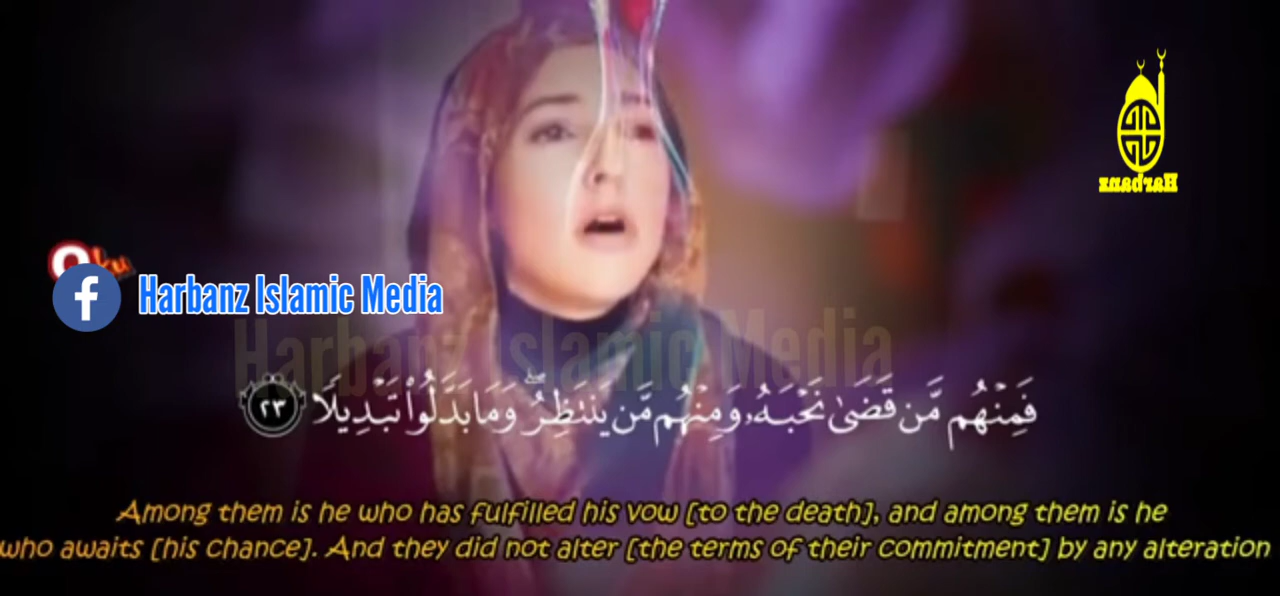 Harbanz
Harbanz Islamic Media
Harbanz Islamic Media
فَمِنْهُم مَّن قَضَىٰ نَحْبَهُۥ وَمِنْهُم مَّن يَنتَظِرُ ۖ وَمَا بَدَّلُوا۟ تَبْدِيلًا ٢٣
Among them is he who has fulfilled his vow [to the death], and among them is he
who awaits [his chance]. And they did not alter [the terms of their commitment] by any alteration